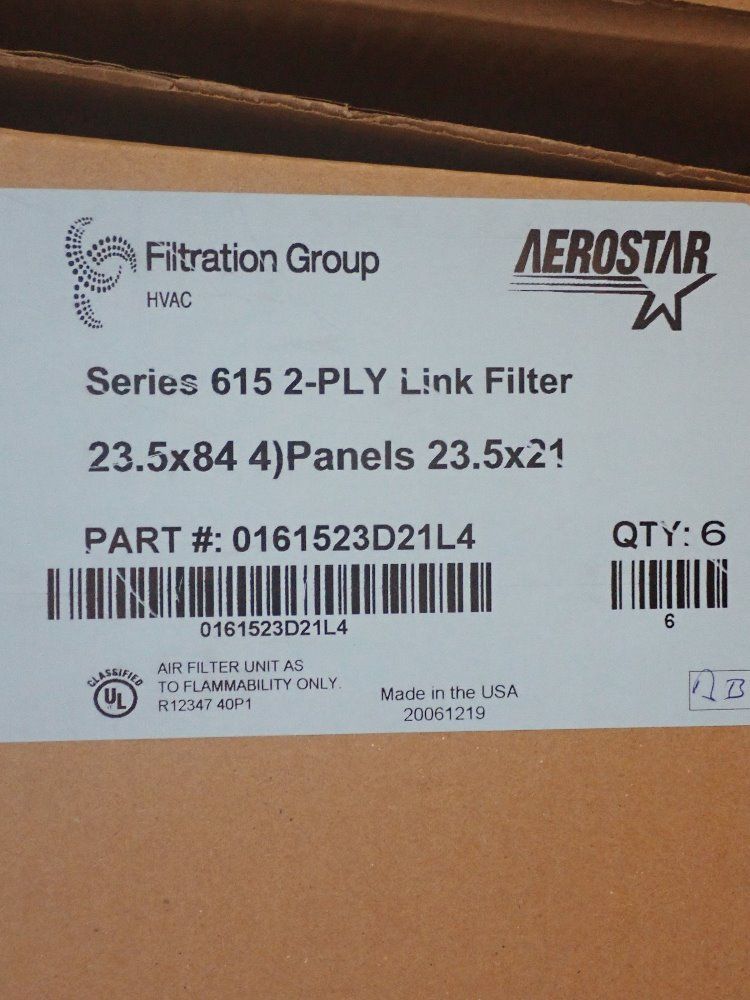 Filtration Group
HVAC
AEROSTAR
Series 615 2-PLY Link Filter
23.5x84 4)Panels 23.5x21
PART #: 0161523D21L4
QTY: 6
0161523D21L4
6
CLASSIFIED
UL
AIR FILTER UNIT AS
TO FLAMMABILITY ONLY.
R12347 40P1
Made in the USA
20061219